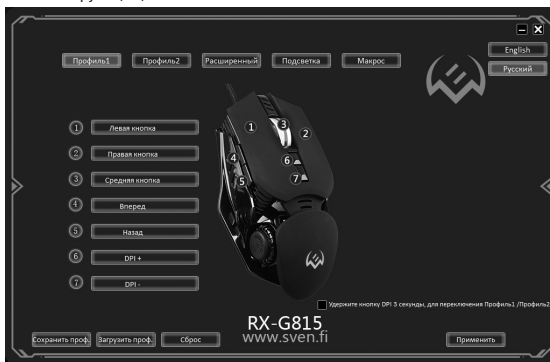 English
Профиль1 Профиль2 Расширенный Подсветка Макрос
Русский
1 Левая кнопка
2 Правая кнопка
3 Средняя кнопка
4 Вперед
5 Назад
6 DPI +
7 DPI -
1
2
3
4
5
6
7
Удержите кнопку DPI 3 секунды, для переключения Профиль1 /Профиль2
RX-G815
www.sven.fi
Сохранить проф. Загрузить проф. Сброс Применить